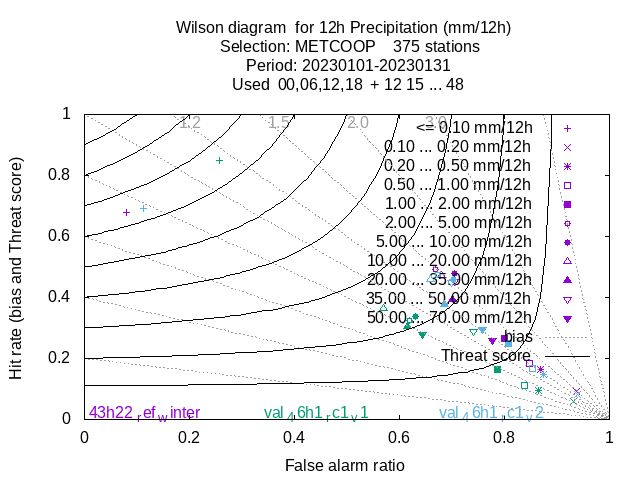 Wilson diagram for 12h Precipitation (mm/12h)
Selection: METCOOP 375 stations
Period: 20230101-20230131
Used 00,06,12,18 + 12 15 ... 48
1.2 1.5 2.0 3.0
<= 0.10 mm/12h
0.10 ... 0.20 mm/12h
0.20 ... 0.50 mm/12h
0.50 ... 1.00 mm/12h
1.00 ... 2.00 mm/12h
2.00 ... 5.00 mm/12h
5.00 ... 10.00 mm/12h
10.00 ... 20.00 mm/12h
20.00 ... 35.00 mm/12h
35.00 ... 50.00 mm/12h
50.00 ... 70.00 mm/12h
bias
Threat score
1
0.8
0.6
0.4
0.2
0
Hit rate (bias and Threat score)
43h22_ref_winter val_46h1_rc1_v1 val_46h1_rc1_v2
0 0.2 0.4 0.6 0.8 1
False alarm ratio